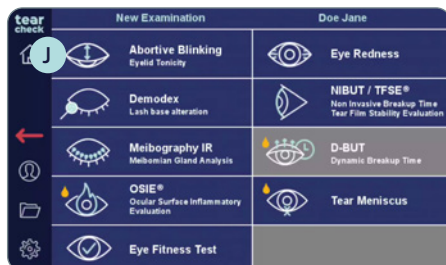 tear
check
New Examination
Doe Jane
J
Abortive Blinking
Eyelid Tonicity
Eye Redness
Demodex
Lash base alteration
NIBUT / TFSE®
Non Invasive Breakup Time
Tear Film Stability Evaluation
Meibography IR
Meibomian Gland Analysis
D-BUT
Dynamic Breakup Time
OSIE®
Ocular Surface Inflammatory
Evaluation
Tear Meniscus
Eye Fitness Test